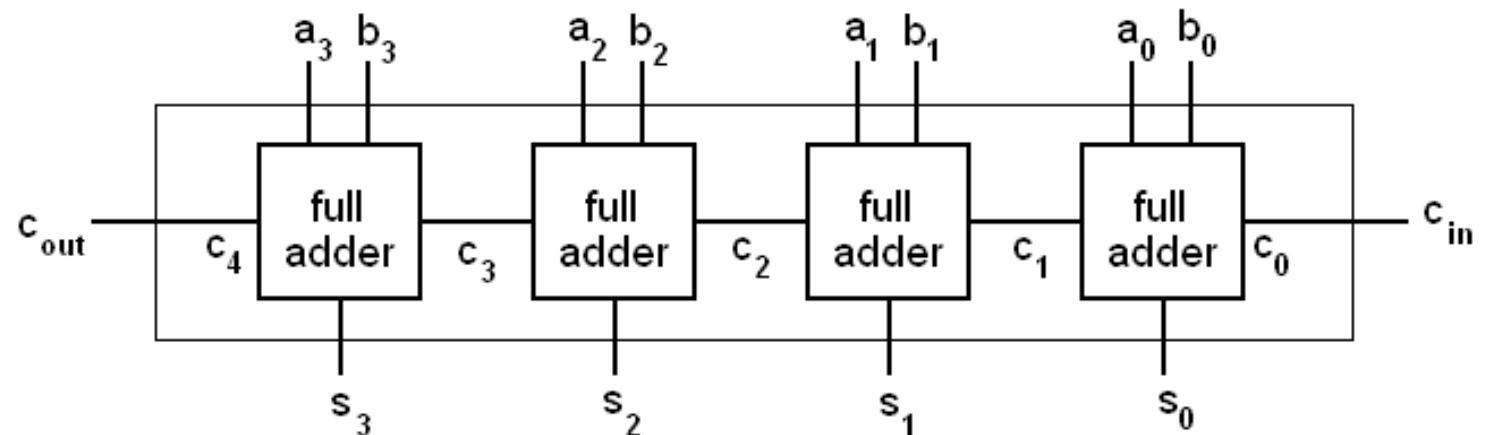 a3 b3 a2 b2 a1 b1 a0 b0
full adder full adder full adder full adder
cout c4 c3 c2 c1 c0 cin
s3 s2 s1 s0